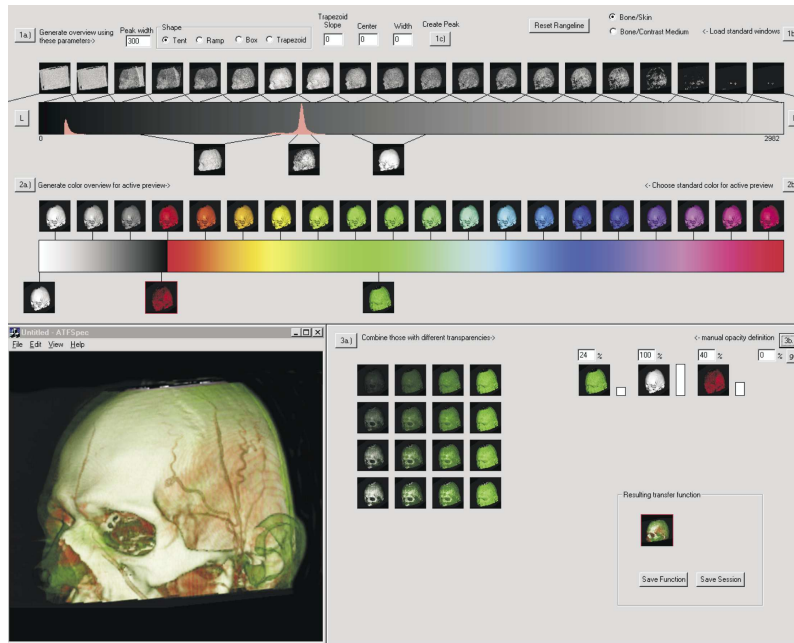 1a.) Generate overview using these parameters->
Peak width
300
Shape
Tent Ramp Box Trapezoid
Trapezoid Slope
0
Center
0
Width
0
Create Peak
1c)
Reset Rangeline
Bone/Skin
Bone/Contrast Medium
<- Load standard windows
L
0
2982
2a.) Generate color overview for active preview->
<- Choose standard color for active preview
Untitled - ATFSpec
File Edit View Help
3a.) Combine those with different transparencies->
<- manual opacity definition
3b.
24 %
100 %
40 %
0 %
Resulting transfer function
Save Function
Save Session